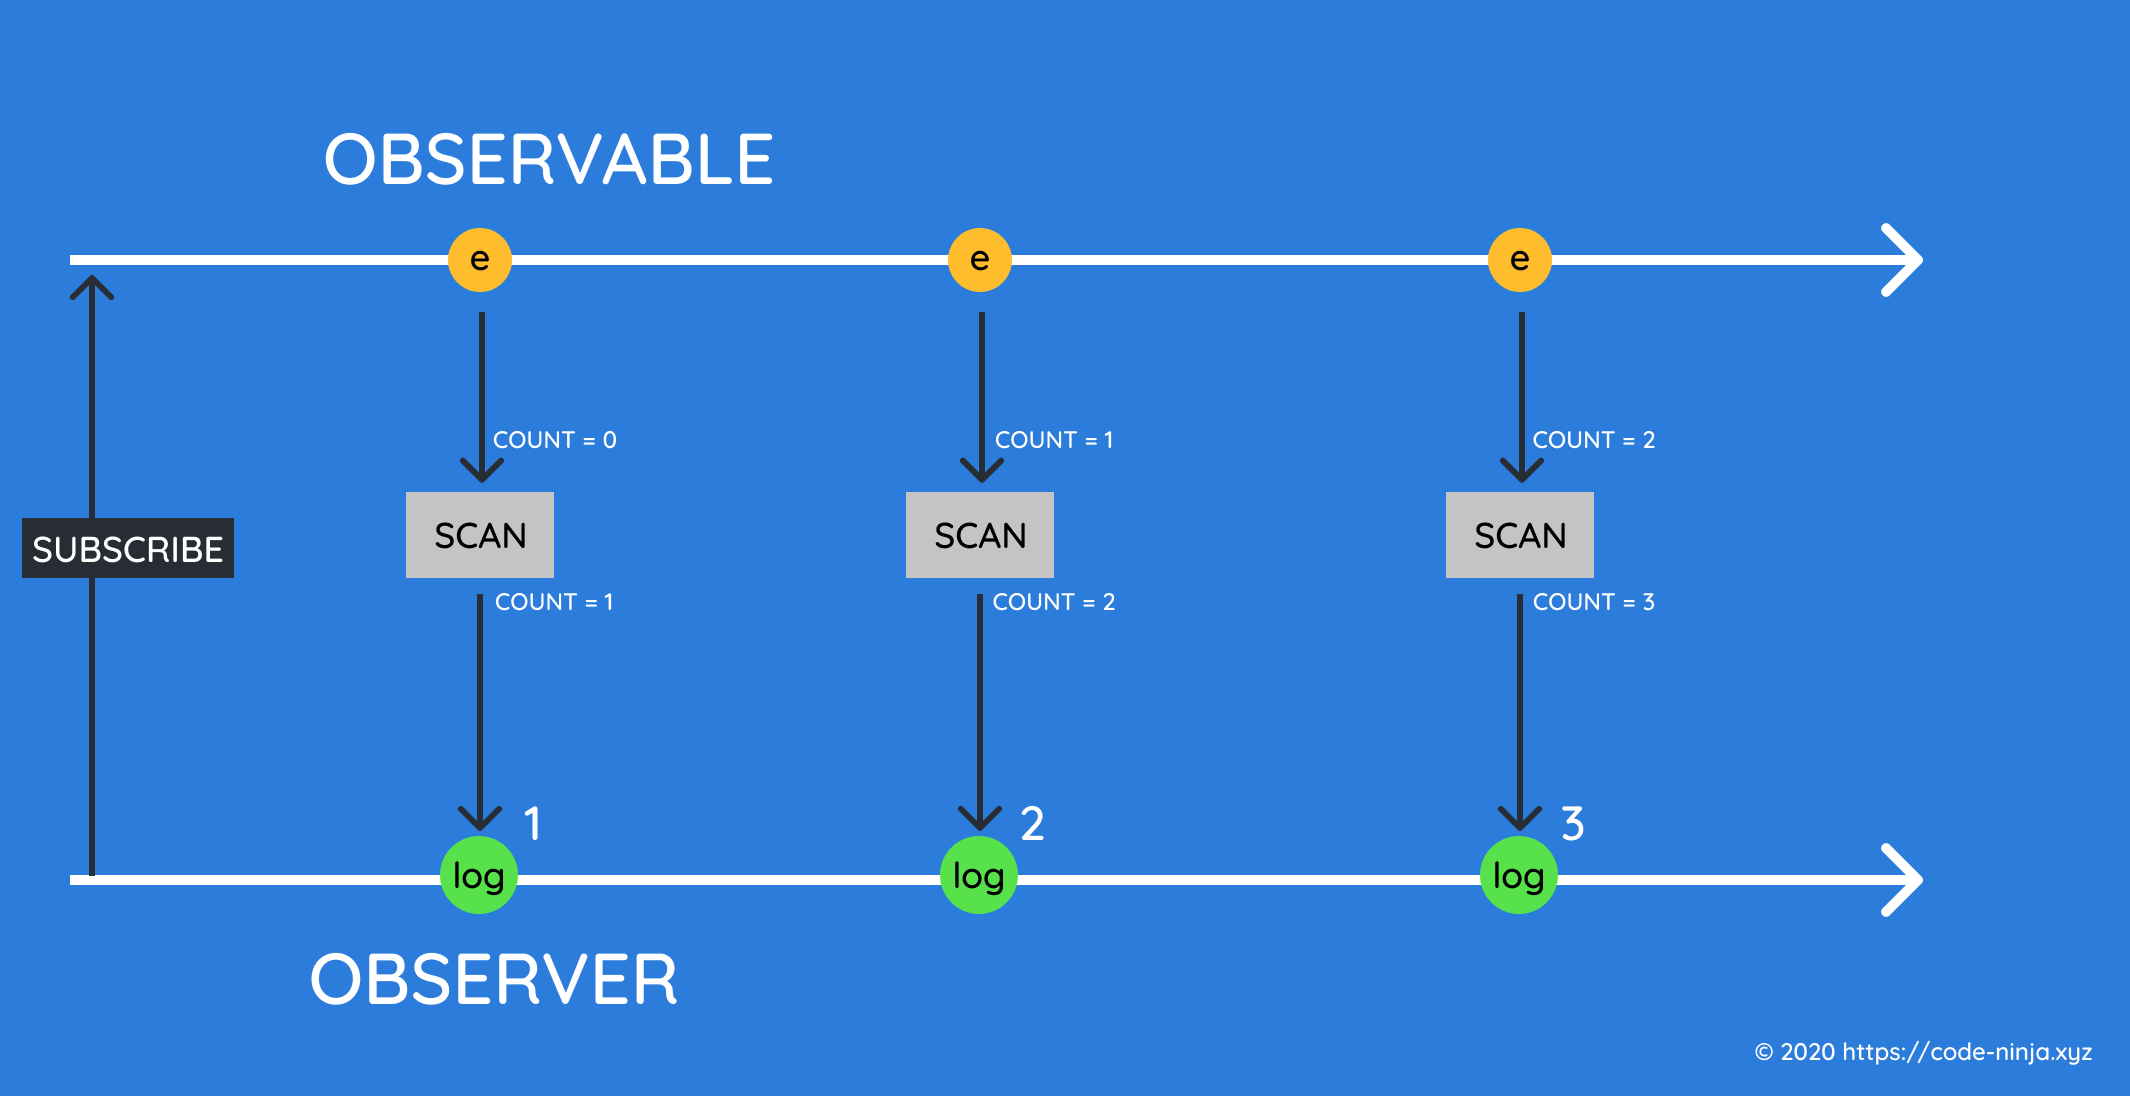 OBSERVABLE
e
e
e
COUNT = 0
COUNT = 1
COUNT = 2
SUBSCRIBE
SCAN
SCAN
SCAN
COUNT = 1
COUNT = 2
COUNT = 3
1
2
3
log
log
log
OBSERVER
© 2020 https://code-ninja.xyz